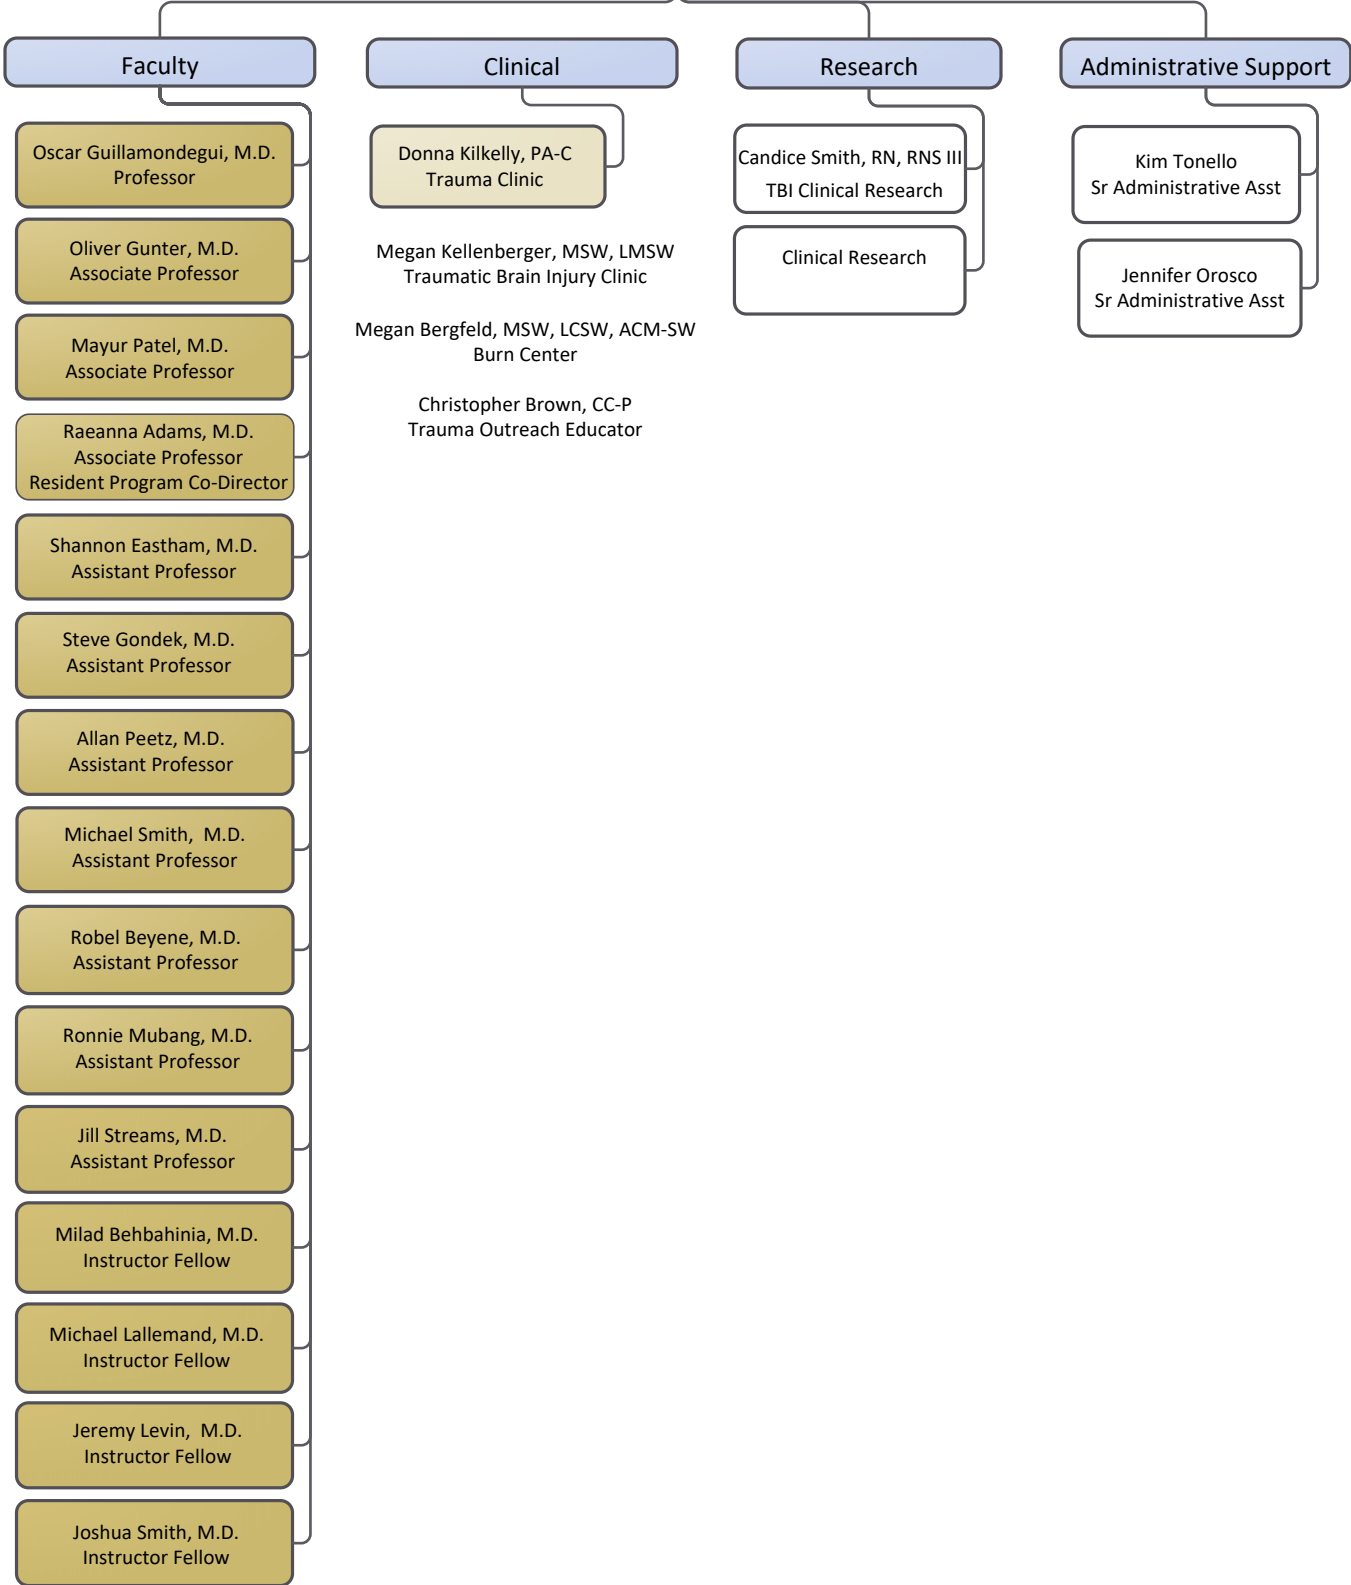 Faculty
Oscar Guillamondegui, M.D.
Professor
Oliver Gunter, M.D.
Associate Professor
Mayur Patel, M.D.
Associate Professor
Raeanna Adams, M.D.
Associate Professor
Resident Program Co-Director
Shannon Eastham, M.D.
Assistant Professor
Steve Gondek, M.D.
Assistant Professor
Allan Peetz, M.D.
Assistant Professor
Michael Smith,  M.D.
Assistant Professor
Robel Beyene, M.D.
Assistant Professor
Ronnie Mubang, M.D.
Assistant Professor
Jill Streams, M.D.
Assistant Professor
Milad Behbahinia, M.D.
Instructor Fellow
Michael Lallemand, M.D.
Instructor Fellow
Jeremy Levin,  M.D.
Instructor Fellow
Joshua Smith, M.D.
Instructor Fellow
Clinical
Donna Kilkelly, PA-C
Trauma Clinic
Megan Kellenberger, MSW, LMSW
Traumatic Brain Injury Clinic
Megan Bergfeld, MSW, LCSW, ACM-SW
Burn Center
Christopher Brown, CC-P
Trauma Outreach Educator
Research
Candice Smith, RN, RNS III
TBI Clinical Research
Clinical Research
Administrative Support
Kim Tonello
Sr Administrative Asst
Jennifer Orosco
Sr Administrative Asst